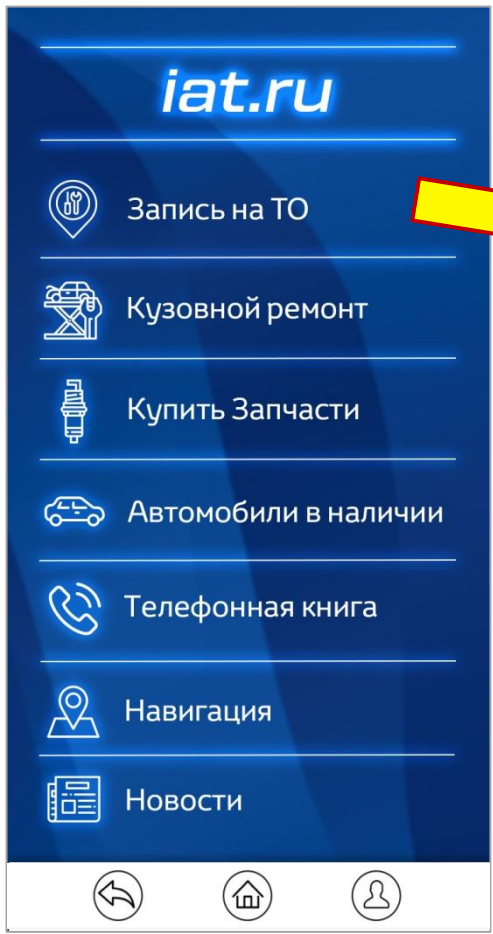 iat.ru
Запись на ТО
Кузовной ремонт
Купить Запчасти
Автомобили в наличии
Телефонная книга
Навигация
Новости